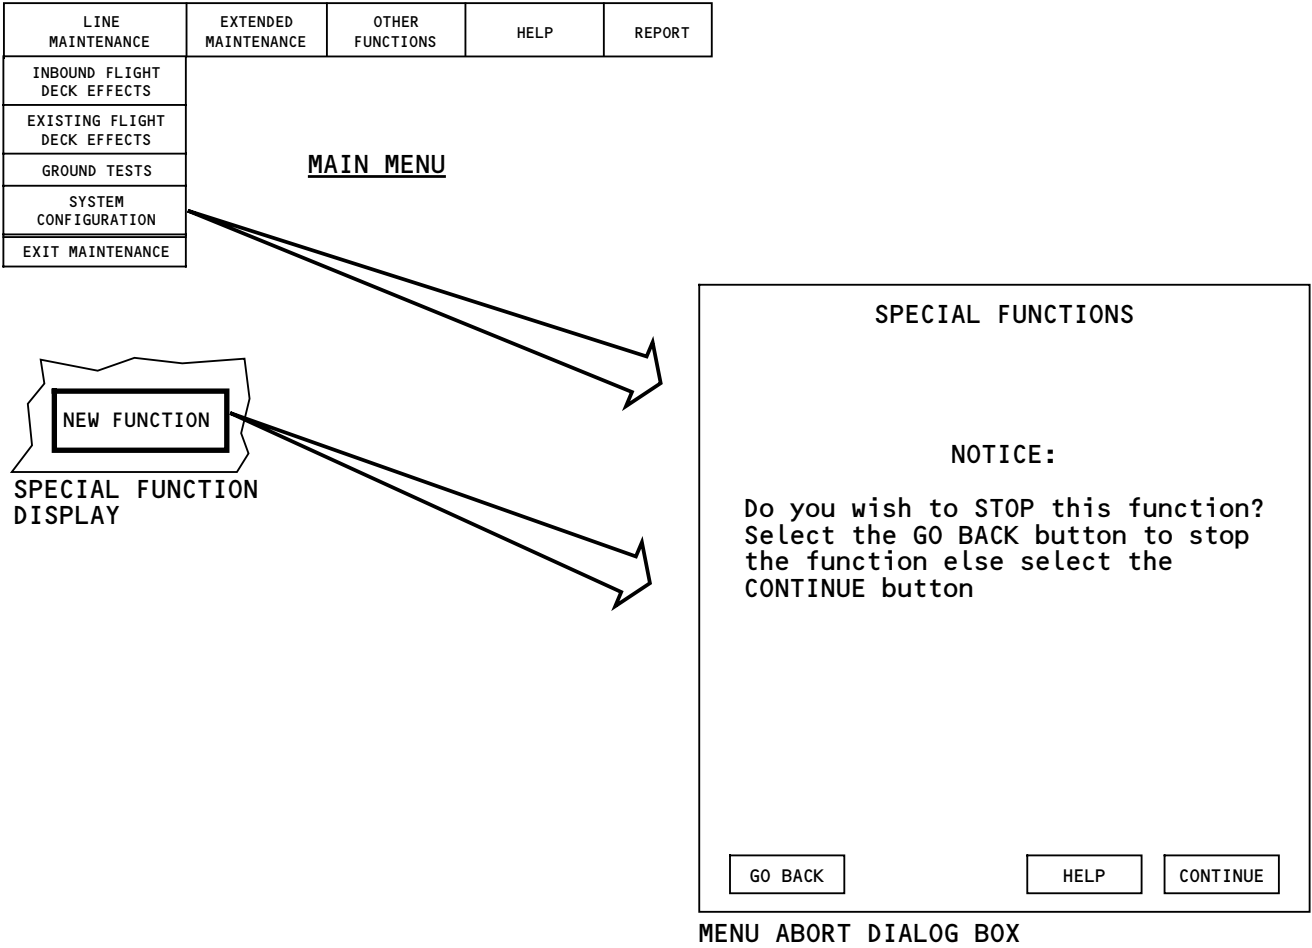 LINE
MAINTENANCE
EXTENDED
MAINTENANCE
OTHER
FUNCTIONS
HELP
REPORT
INBOUND FLIGHT
DECK EFFECTS
EXISTING FLIGHT
DECK EFFECTS
GROUND TESTS
SYSTEM
CONFIGURATION
EXIT MAINTENANCE
MAIN MENU
NEW FUNCTION
SPECIAL FUNCTION
DISPLAY
SPECIAL FUNCTIONS
NOTICE:
Do you wish to STOP this function?
Select the GO BACK button to stop
the function else select the
CONTINUE button
GO BACK
HELP
CONTINUE
MENU ABORT DIALOG BOX